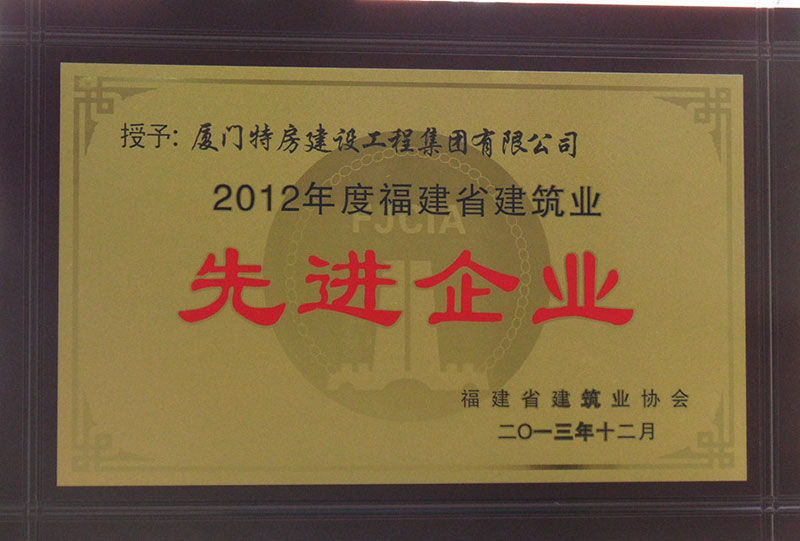 授予: 厦门特房建设工程集团有限公司
2012年度福建省建筑业
FJCIA
先进企业
福建省建筑业协会
二〇一三年十二月